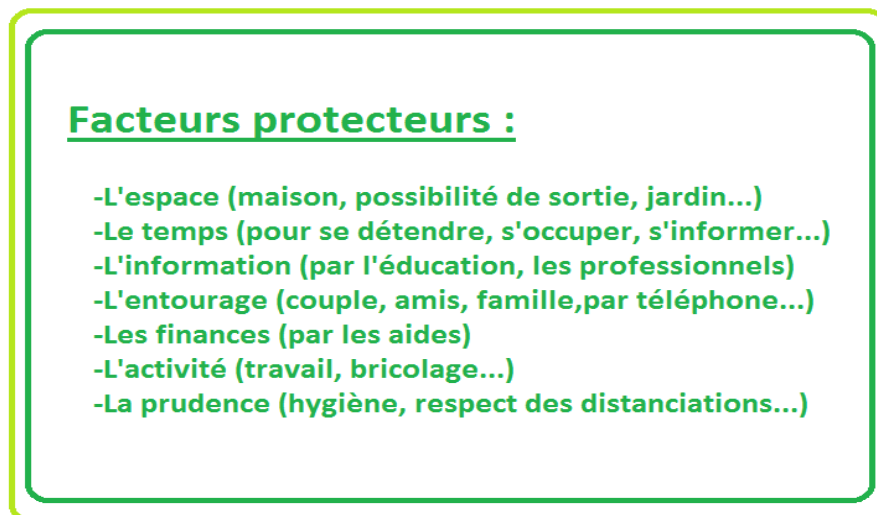 Facteurs protecteurs :
-L'espace (maison, possibilité de sortie, jardin...)
-Le temps (pour se détendre, s'occuper, s'informer...)
-L'information (par l'éducation, les professionnels)
-L'entourage (couple, amis, famille,par téléphone...)
-Les finances (par les aides)
-L'activité (travail, bricolage...)
-La prudence (hygiène, respect des distanciations...)